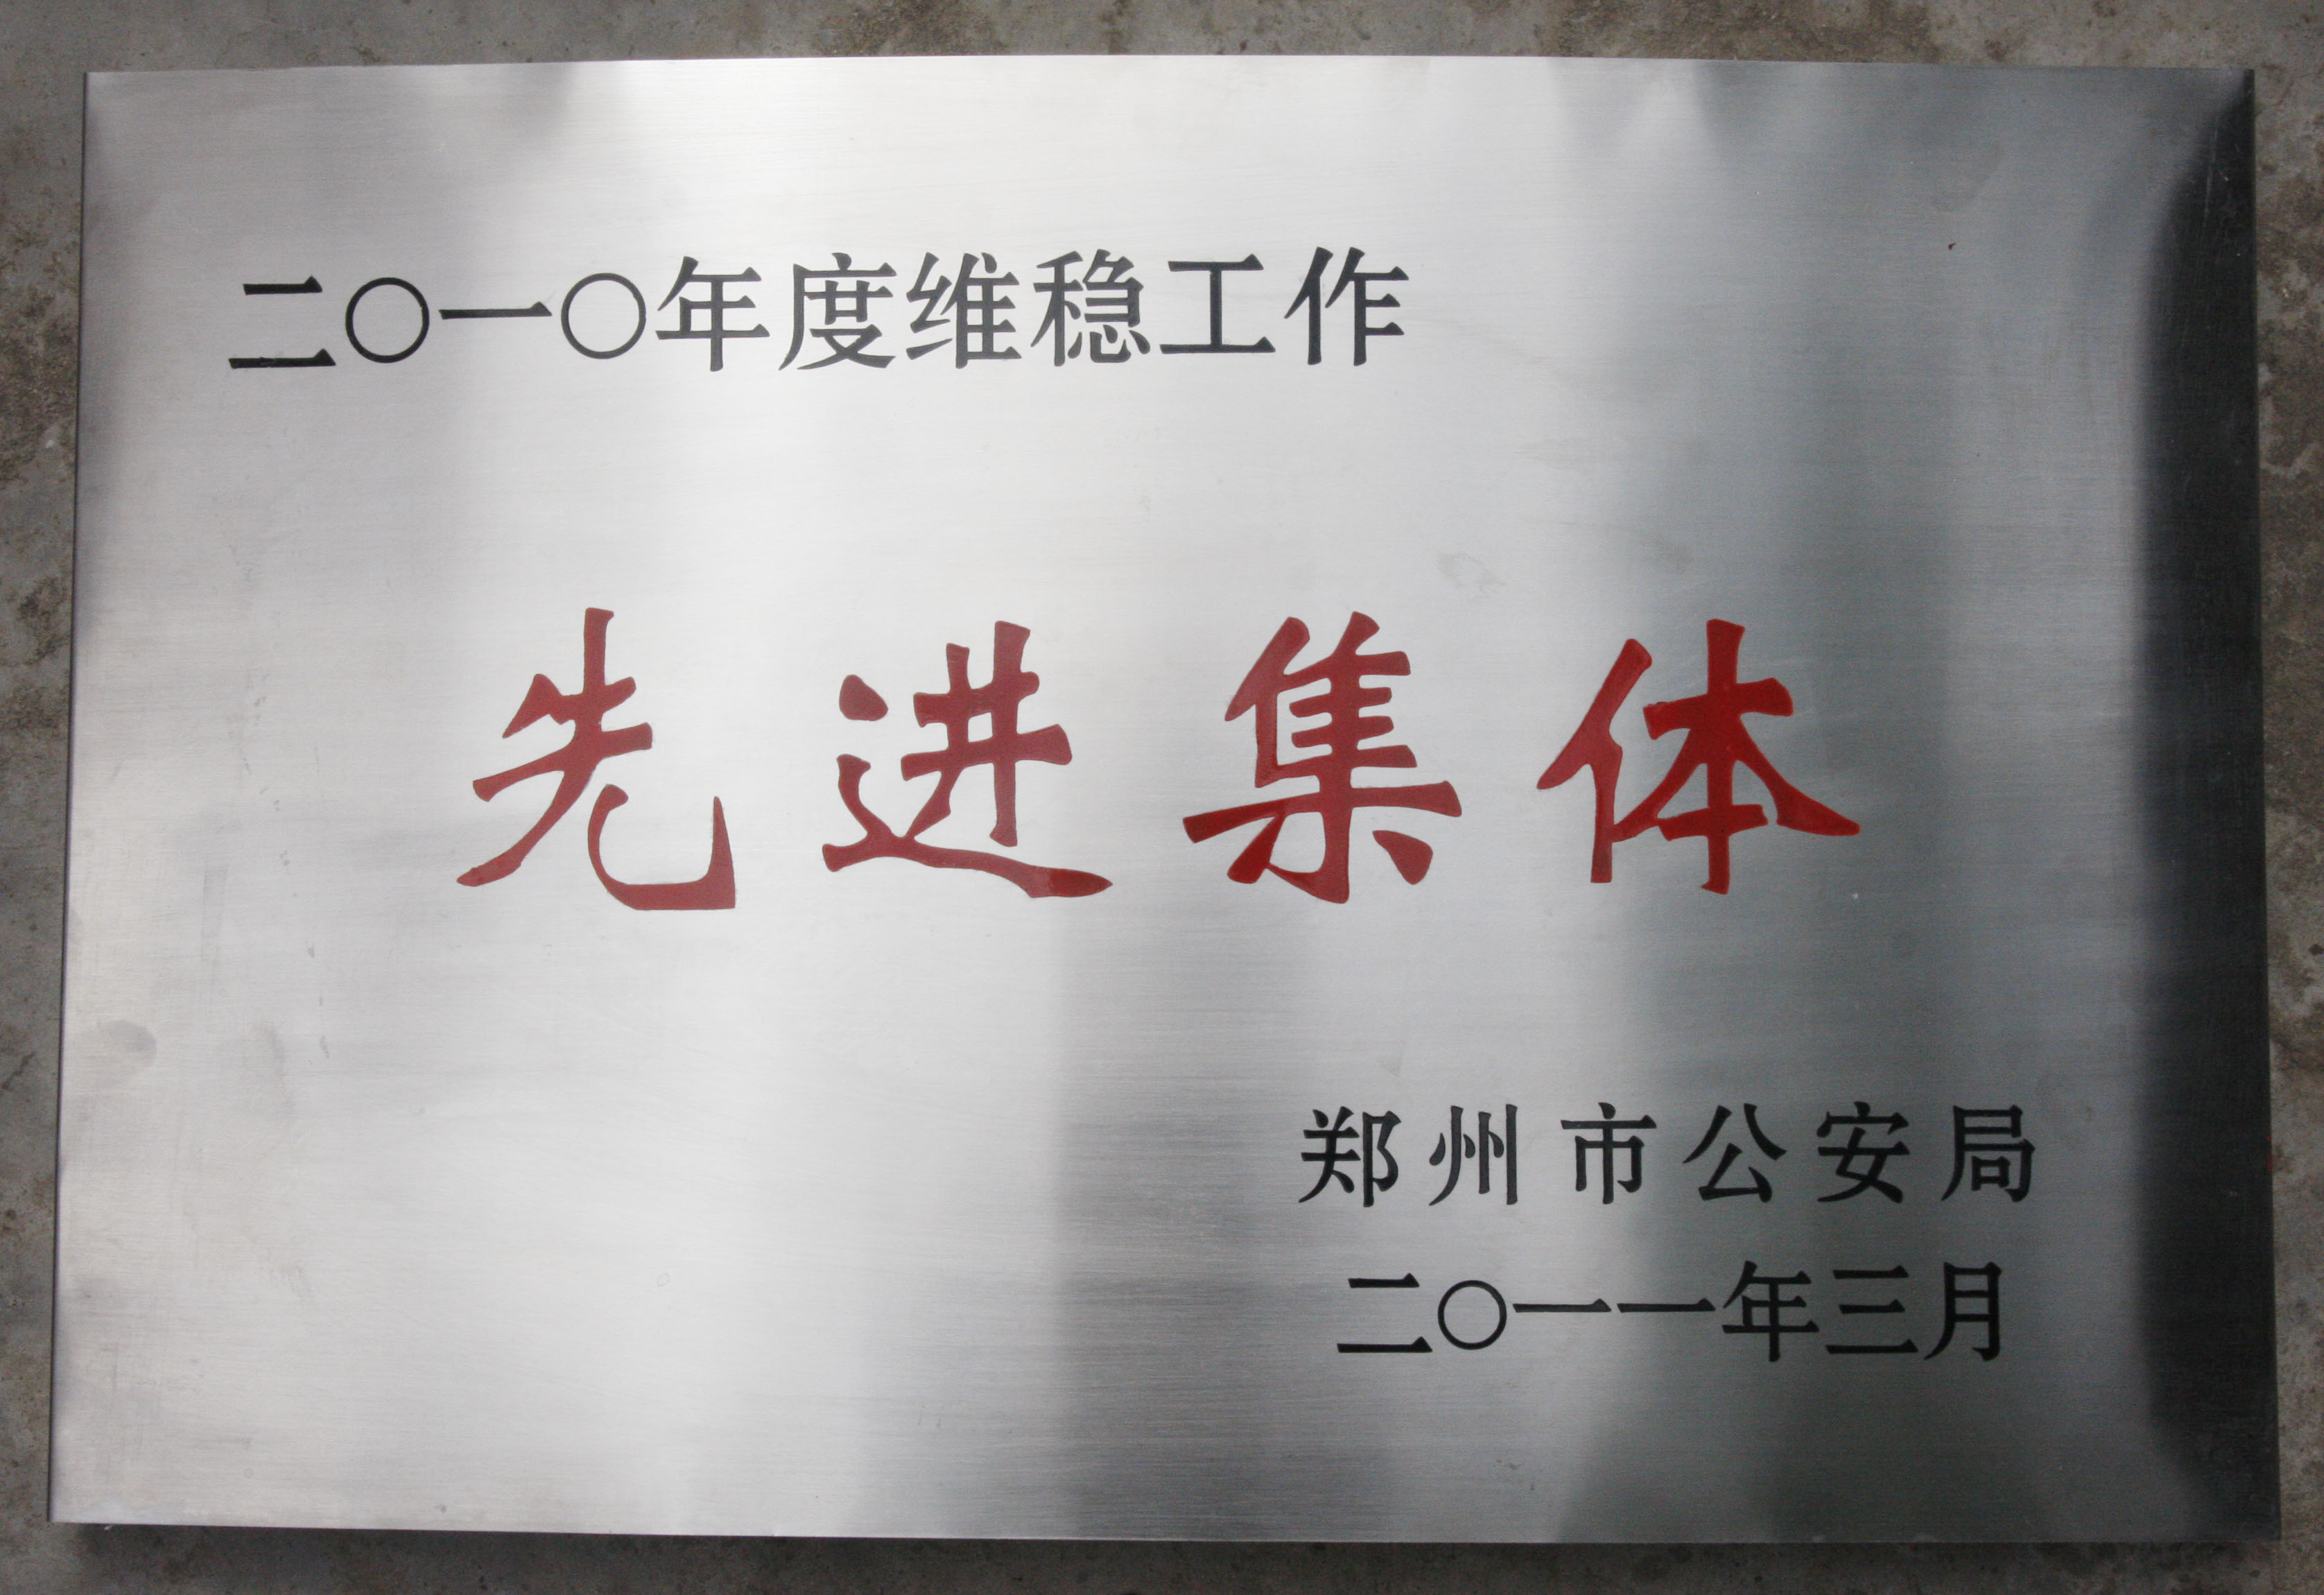 二〇一〇年度维稳工作
先进集体
郑州市公安局
二〇一一年三月